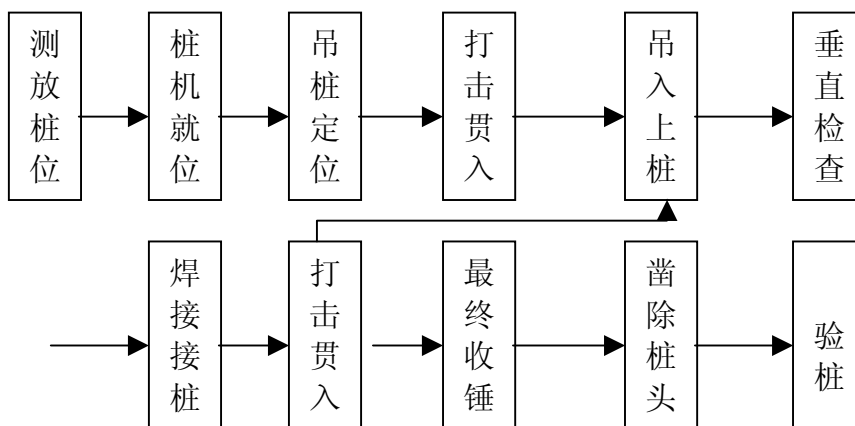 测放桩位
桩机就位
吊桩定位
打击贯入
吊入上桩
垂直检查
焊接接桩
打击贯入
最终收锤
凿除桩头
验桩